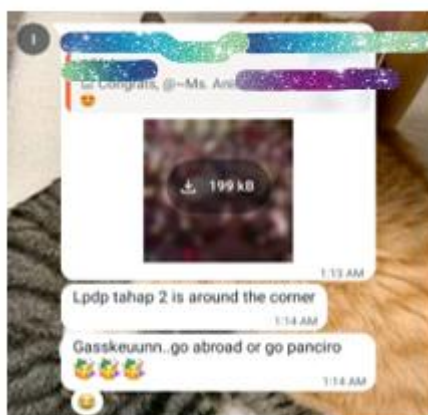 I
Congrats, @~Ms.
199 kB
1:13 AM
Lpdp tahap 2 is around the corner
1:14 AM
Gasskeuunn..go abroad or go panciro
1:14 AM